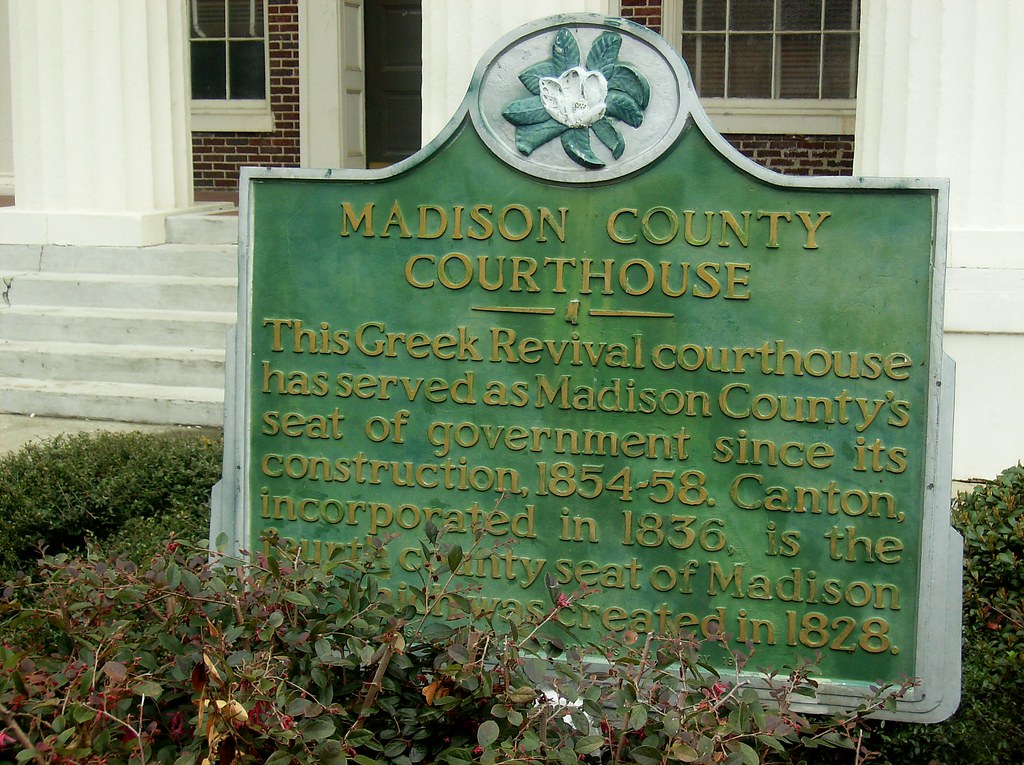 MADISON COUNTY
COURTHOUSE
This Greek Revival courthouse
has served as Madison County's
seat of government since its
construction, 1854-58. Canton,
incorporated in 1836, is the
fourth county seat of Madison
was created in 1828.